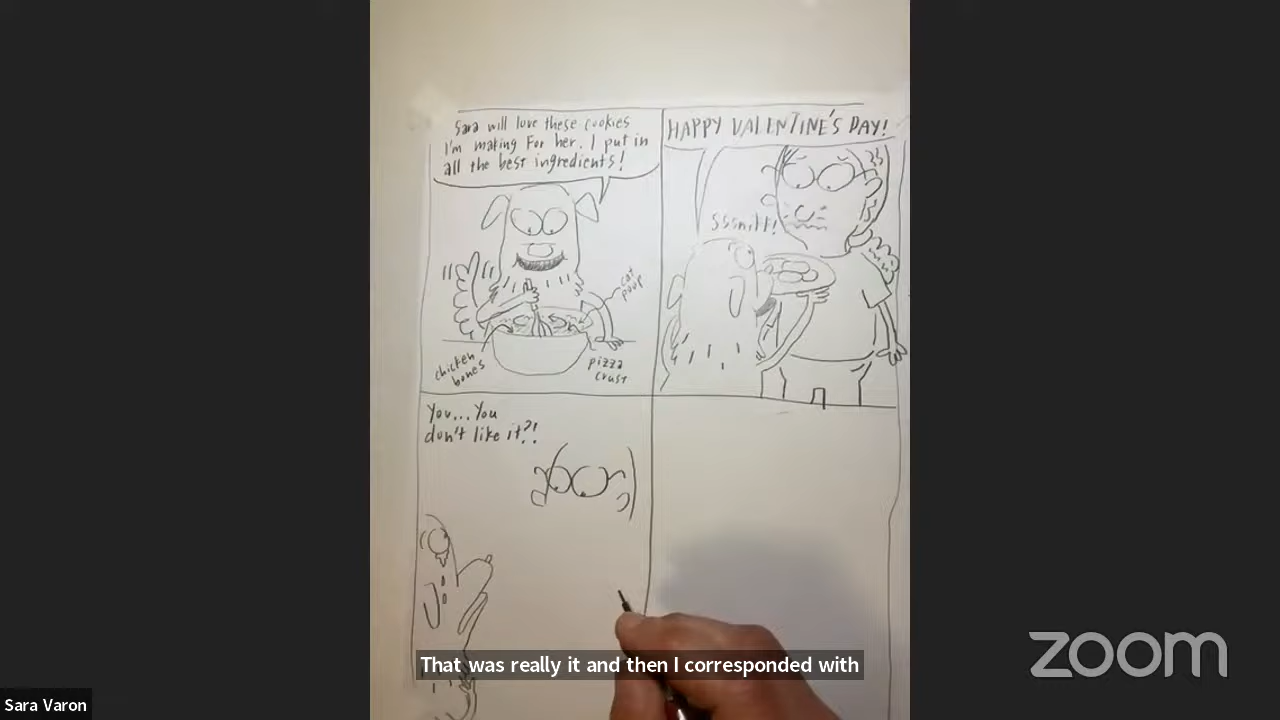 Sara will love these cookies
I'm making For her. I put in
all the best ingredients!
cat
poop
chicken
bones
pizza
crust
HAPPY VALENTINE'S DAY!
Sssniff!
You... You
don't like it?!
That was really it and then I corresponded with
zoom
Sara Varon